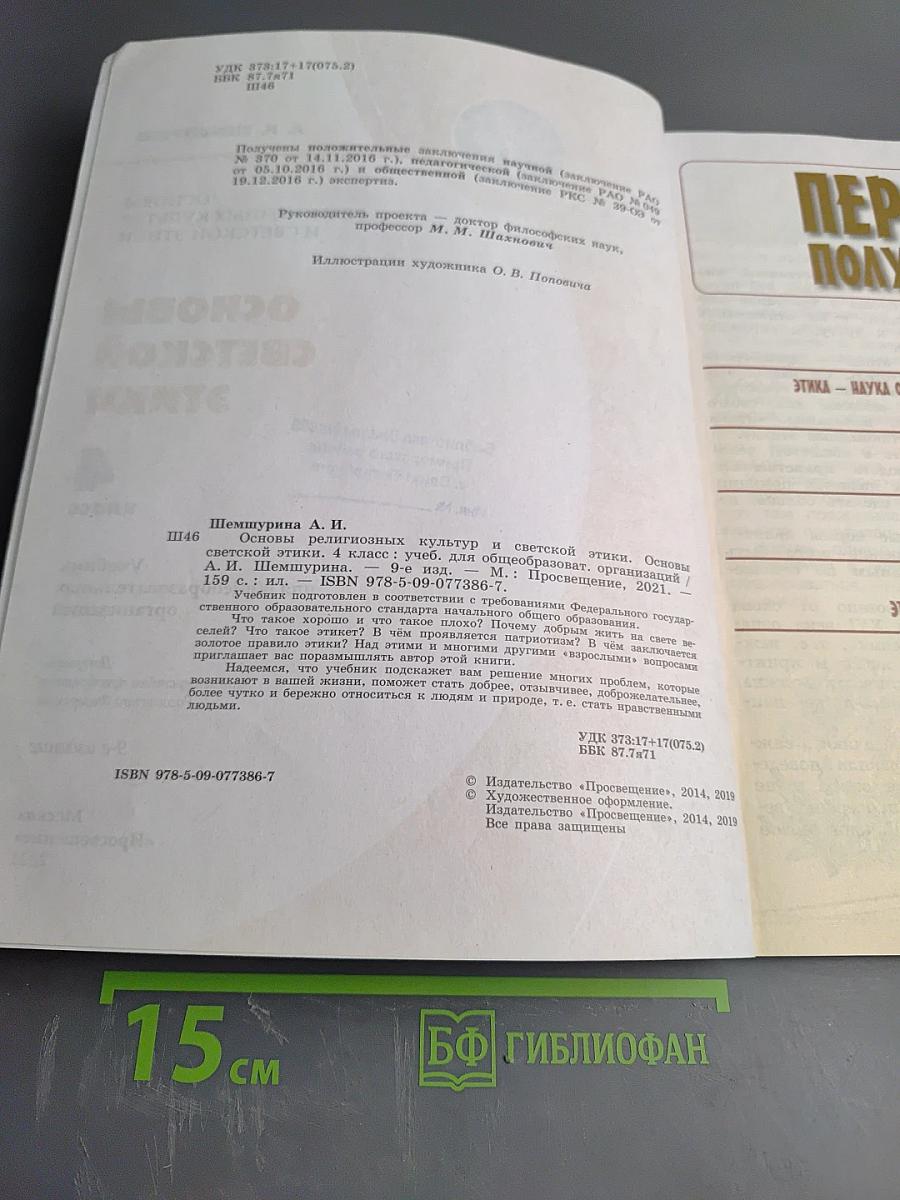 УДК 373:17+17(075.2)
ББК 87.7я71
Ш46
Получены положительные заключения научной (заключение РАО
№ 370 от 14.11.2016 г.), педагогической (заключение РАО № 049
от 05.10.2016 г.) и общественной (заключение РКС № 39-ОЭ от
19.12.2016 г.) экспертиз.
Руководитель проекта — доктор философских наук,
профессор М. М. Шахнович
Иллюстрации художника О. В. Поповича
Шемшурина А. И.
Ш46 Основы религиозных культур и светской этики. Основы
светской этики. 4 класс : учеб. для общеобразоват. организаций /
А. И. Шемшурина. — 9-е изд. — М. : Просвещение, 2021. —
159 с. : ил. — ISBN 978-5-09-077386-7.
Учебник подготовлен в соответствии с требованиями Федерального государ-
ственного образовательного стандарта начального общего образования.
Что такое хорошо и что такое плохо? Почему добрым жить на свете ве-
селей? Что такое этикет? В чём проявляется патриотизм? В чём заключается
золотое правило этики? Над этими и многими другими «взрослыми» вопросами
приглашает вас поразмышлять автор этой книги.
Надеемся, что учебник подскажет вам решение многих проблем, которые
возникают в вашей жизни, поможет стать добрее, отзывчивее, доброжелательнее,
более чутко и бережно относиться к людям и природе, т. е. стать нравственными
людьми.
УДК 373:17+17(075.2)
ББК 87.7я71
ISBN 978-5-09-077386-7
© Издательство «Просвещение», 2014, 2019
© Художественное оформление.
Издательство «Просвещение», 2014, 2019
Все права защищены
ПЕР
ПОЛУ
ЭТИКА — НАУКА О
15 см
БФ ГИБЛИОФАН